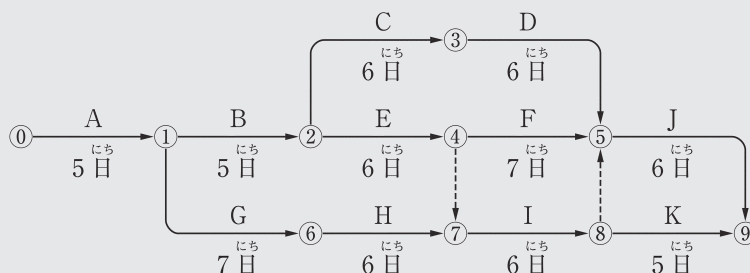 C ③ D
にち にち
6日 6日
⓪ A ① B ② E ④ F ⑤ J
にち にち にち にち にち
5日 5日 6日 7日 6日
G ⑥ H ⑦ I ⑧ K ⑨
にち にち にち にち
7日 6日 6日 5日